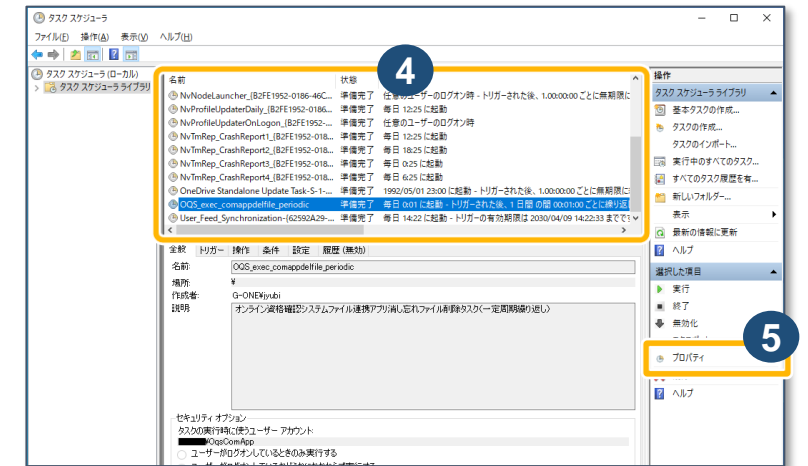 タスク スケジューラ
ファイル(F) 操作(A) 表示(V) ヘルプ(H)
タスク スケジューラ (ローカル)
タスク スケジューラ ライブラリ
4
名前 状態
NvNodeLauncher_{B2FE1952-0186-46C... 準備完了 任意のユーザーのログオン時 - トリガーされた後、1.00:00:00 ごとに無期限に
NvProfileUpdaterDaily_{B2FE1952-0186... 準備完了 毎日 12:25 に起動
NvProfileUpdaterOnLogon_{B2FE1952-... 準備完了 任意のユーザーのログオン時
NvTmRep_CrashReport1_{B2FE1952-018... 準備完了 毎日 12:25 に起動
NvTmRep_CrashReport2_{B2FE1952-018... 準備完了 毎日 18:25 に起動
NvTmRep_CrashReport3_{B2FE1952-018... 準備完了 毎日 0:25 に起動
NvTmRep_CrashReport4_{B2FE1952-018... 準備完了 毎日 6:25 に起動
OneDrive Standalone Update Task-S-1-... 準備完了 1992/05/01 23:00 に起動 - トリガーされた後、1.00:00:00 ごとに無期限に
OQS_exec_comappdelfile_periodic 準備完了 毎日 0:01 に起動 - トリガーされた後、1 日間 の間 00:01:00 ごとに繰り返
User_Feed_Synchronization-{62592A29-... 準備完了 毎日 14:22 に起動 - トリガーの有効期限は 2030/04/09 14:22:33 までです
全般 トリガー 操作 条件 設定 履歴 (無効)
名前: OQS_exec_comappdelfile_periodic
場所: ¥
作成者: G-ONE¥jyubi
説明: オンライン資格確認システムファイル連携アプリ消し忘れファイル削除タスク(一定周期繰り返し)
セキュリティ オプション
タスクの実行時に使うユーザー アカウント:
¥OqsComApp
ユーザーがログオンしているときのみ実行する
操作
タスク スケジューラ ライブラリ
基本タスクの作成...
タスクの作成...
タスクのインポート...
実行中のすべてのタスク...
すべてのタスク履歴を有...
新しいフォルダー...
表示
最新の情報に更新
ヘルプ
選択した項目
実行
終了
無効化
5
プロパティ
ヘルプ